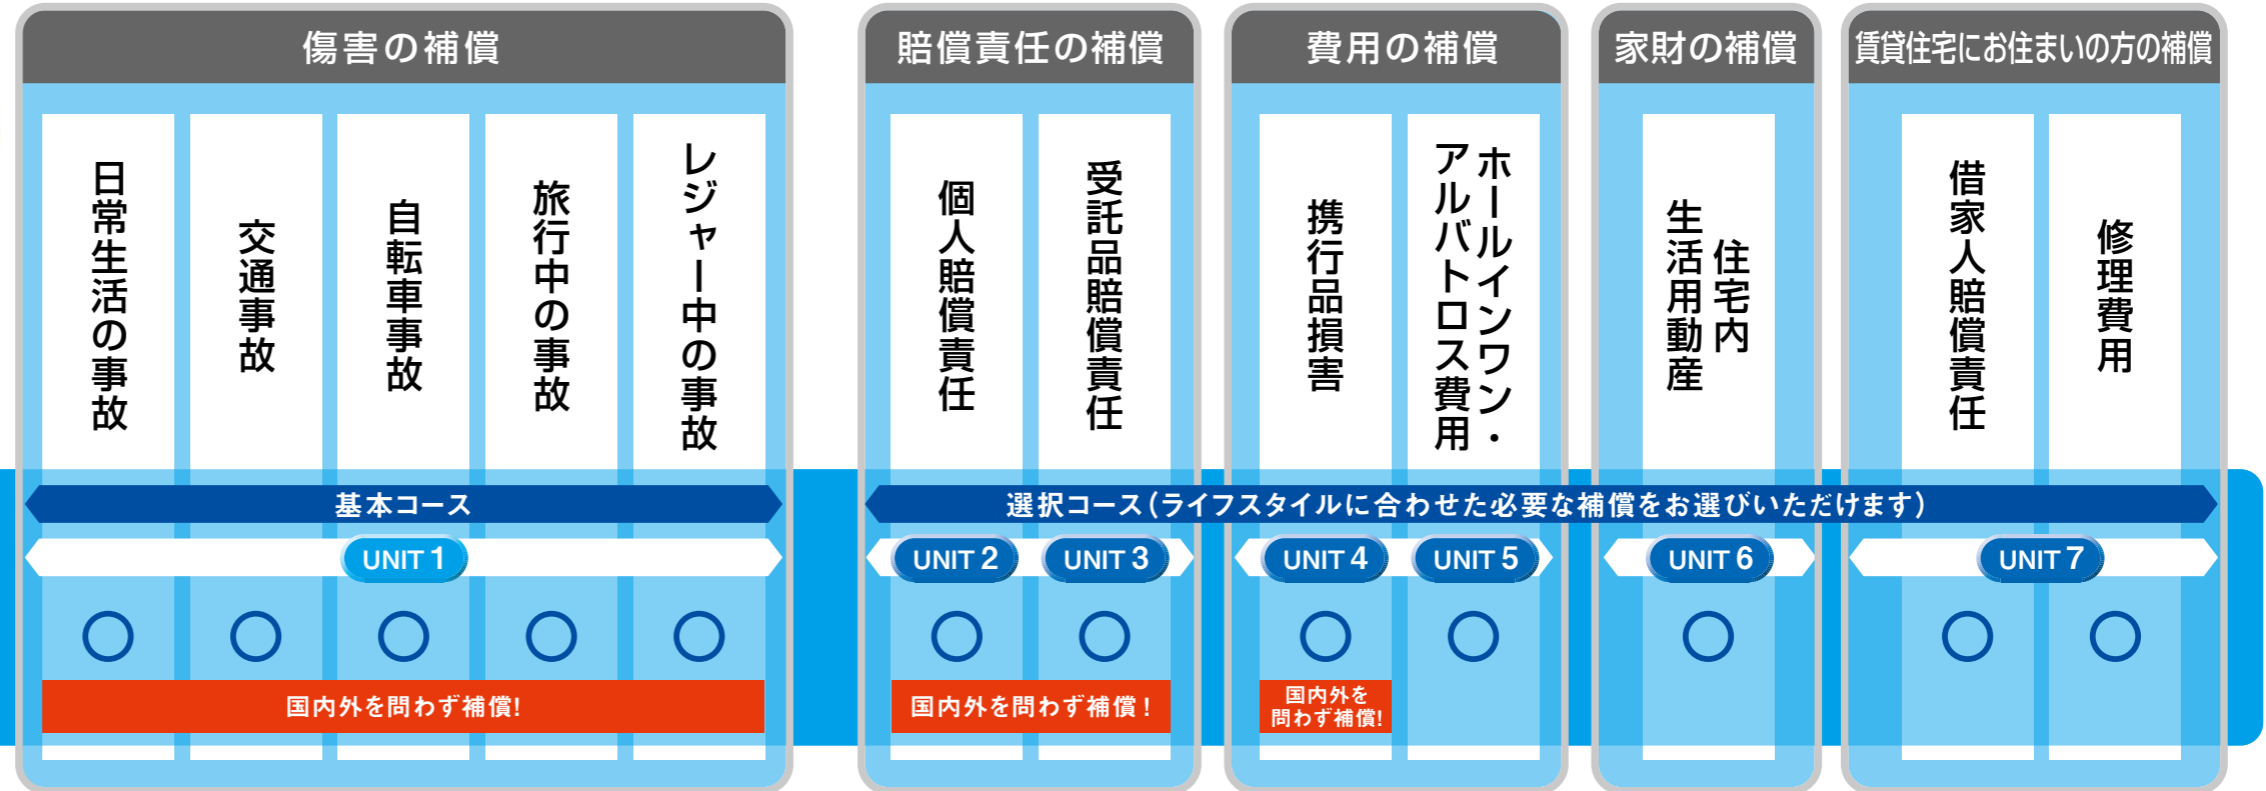 傷害の補償
賠償責任の補償
費用の補償
家財の補償
賃貸住宅にお住まいの方の補償
日常生活の事故
交通事故
自転車事故
旅行中の事故
レジャー中の事故
個人賠償責任
受託品賠償責任
携行品損害
ホールインワン・
アルバトロス費用
住宅内
生活用動産
借家人賠償責任
修理費用
基本コース
選択コース(ライフスタイルに合わせた必要な補償をお選びいただけます)
UNIT 1
UNIT 2
UNIT 3
UNIT 4
UNIT 5
UNIT 6
UNIT 7
国内外を問わず補償!
国内外を問わず補償!
国内外を
問わず補償!